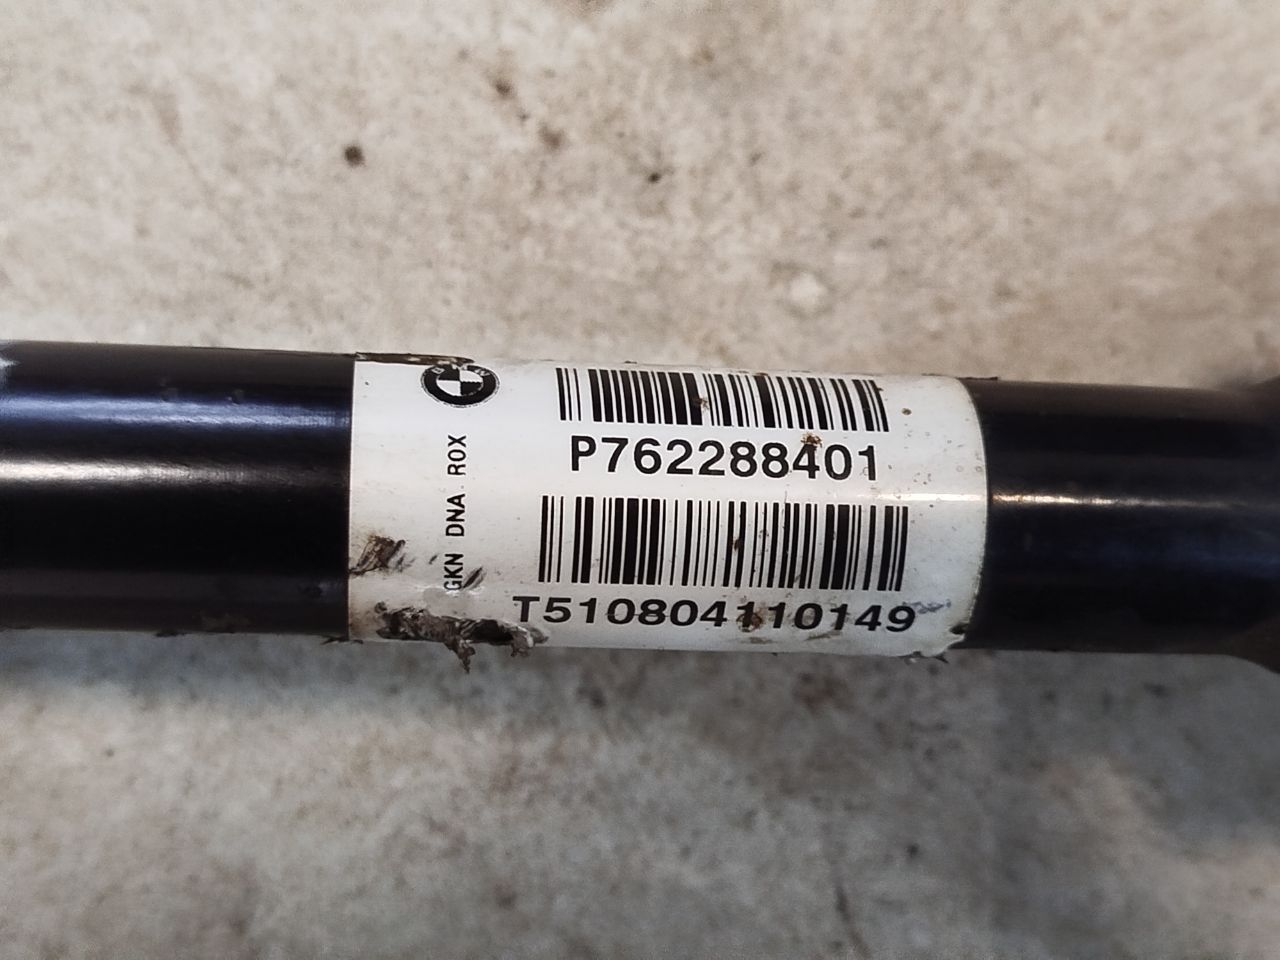 P762288401
T510804110149
GKN DNA. ROX